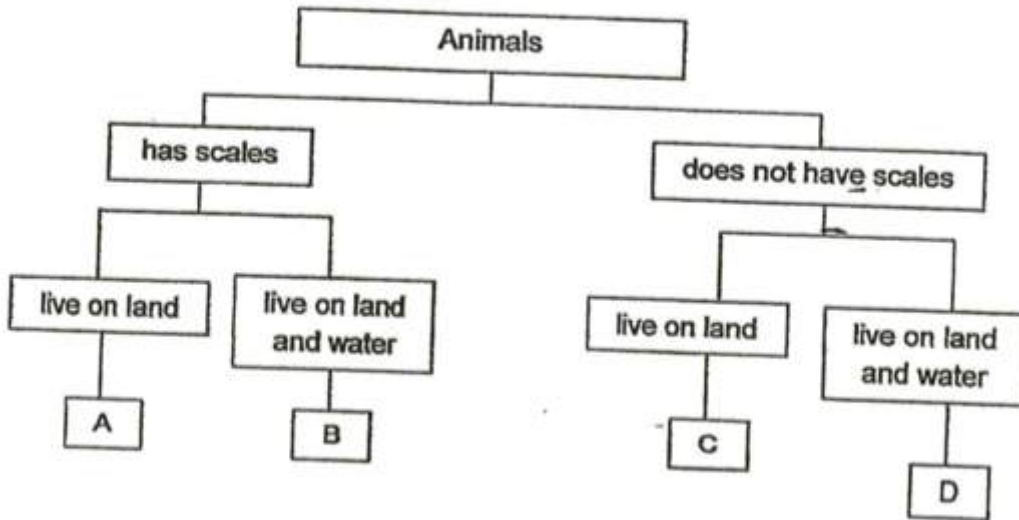 Animals
has scales
does not have scales
live on land
live on land
and water
live on land
live on land
and water
A
B
C
D